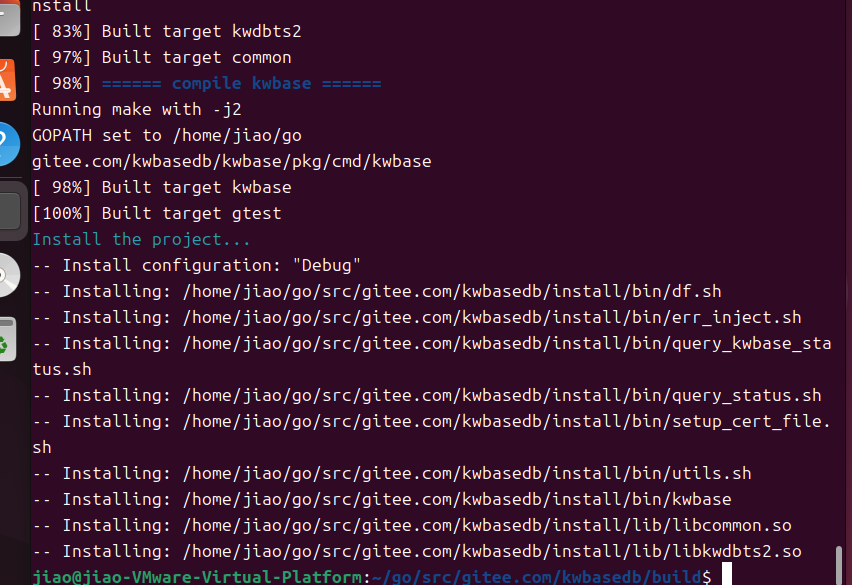 nstall
[ 83%] Built target kwdbts2
[ 97%] Built target common
[ 98%] ====== compile kwbase ======
Running make with -j2
GOPATH set to /home/jiao/go
gitee.com/kwbasedb/kwbase/pkg/cmd/kwbase
[ 98%] Built target kwbase
[100%] Built target gtest
Install the project...
-- Install configuration: "Debug"
-- Installing: /home/jiao/go/src/gitee.com/kwbasedb/install/bin/df.sh
-- Installing: /home/jiao/go/src/gitee.com/kwbasedb/install/bin/err_inject.sh
-- Installing: /home/jiao/go/src/gitee.com/kwbasedb/install/bin/query_kwbase_sta
tus.sh
-- Installing: /home/jiao/go/src/gitee.com/kwbasedb/install/bin/query_status.sh
-- Installing: /home/jiao/go/src/gitee.com/kwbasedb/install/bin/setup_cert_file.
sh
-- Installing: /home/jiao/go/src/gitee.com/kwbasedb/install/bin/utils.sh
-- Installing: /home/jiao/go/src/gitee.com/kwbasedb/install/bin/kwbase
-- Installing: /home/jiao/go/src/gitee.com/kwbasedb/install/lib/libcommon.so
-- Installing: /home/jiao/go/src/gitee.com/kwbasedb/install/lib/libkwdbts2.so
jiao@jiao-VMware-Virtual-Platform:~/go/src/gitee.com/kwbasedb/build$